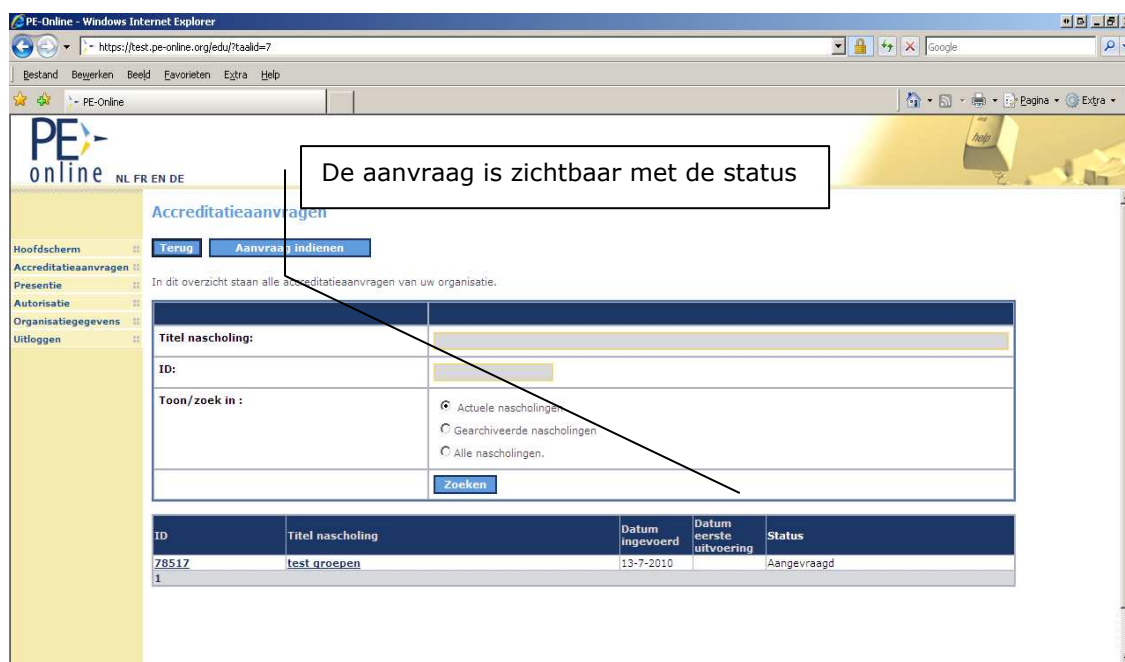 PE-Online - Windows Internet Explorer
https://test.pe-online.org/edu/?taalid=7
Google
Bestand Bewerken Beeld Favorieten Extra Help
PE-Online
Pagina Extra
PE
online NL FR EN DE
help
De aanvraag is zichtbaar met de status
Accreditatieaanvragen
Hoofdscherm
Accreditatieaanvragen
Presentie
Autorisatie
Organisatiegegevens
Uitloggen
Terug Aanvraag indienen
In dit overzicht staan alle accreditatieaanvragen van uw organisatie.
Titel nascholing:
ID:
Toon/zoek in :
Actuele nascholingen
Gearchiveerde nascholingen
Alle nascholingen.
Zoeken
ID Titel nascholing Datum ingevoerd Datum eerste uitvoering Status
78517 test groepen 13-7-2010 Aangevraagd
1